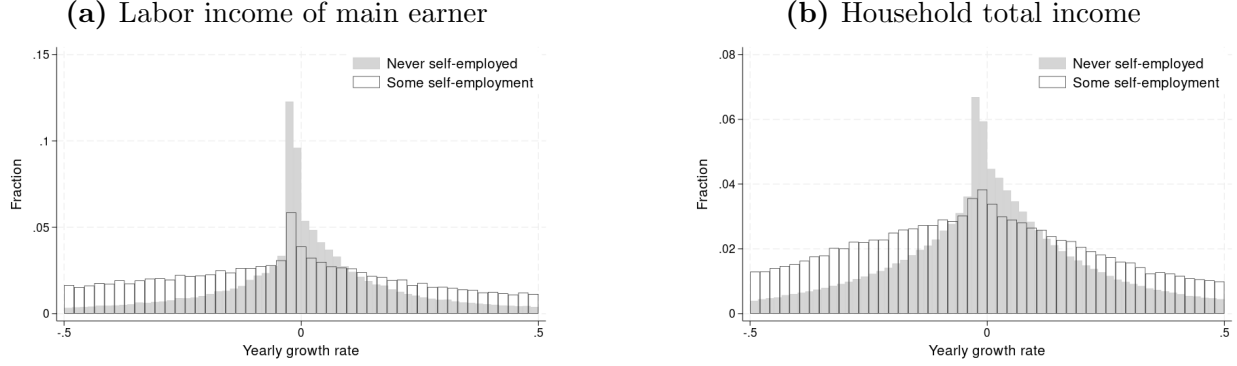 (a) Labor income of main earner
.15
.1
.05
0
Fraction
Never self-employed
Some self-employment
-.5
0
.5
Yearly growth rate
(b) Household total income
.08
.06
.04
.02
0
Fraction
Never self-employed
Some self-employment
-.5
0
.5
Yearly growth rate